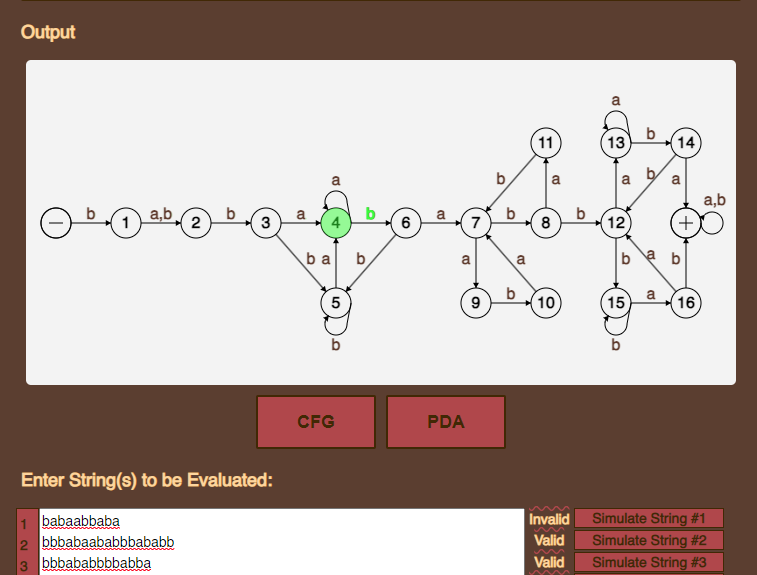 Output
a
11
13
b
14
b
a
a
b
a
a,b
a
b
−
b
1
a,b
2
b
3
a
4
b
6
a
7
b
8
b
12
+
b
a
b
a
a
b
a
b
5
9
b
10
15
a
16
b
b
CFG
PDA
Enter String(s) to be Evaluated:
1 babaabbaba Invalid Simulate String #1
2 bbbabaababbbababb Valid Simulate String #2
3 bbbababbbbabba Valid Simulate String #3